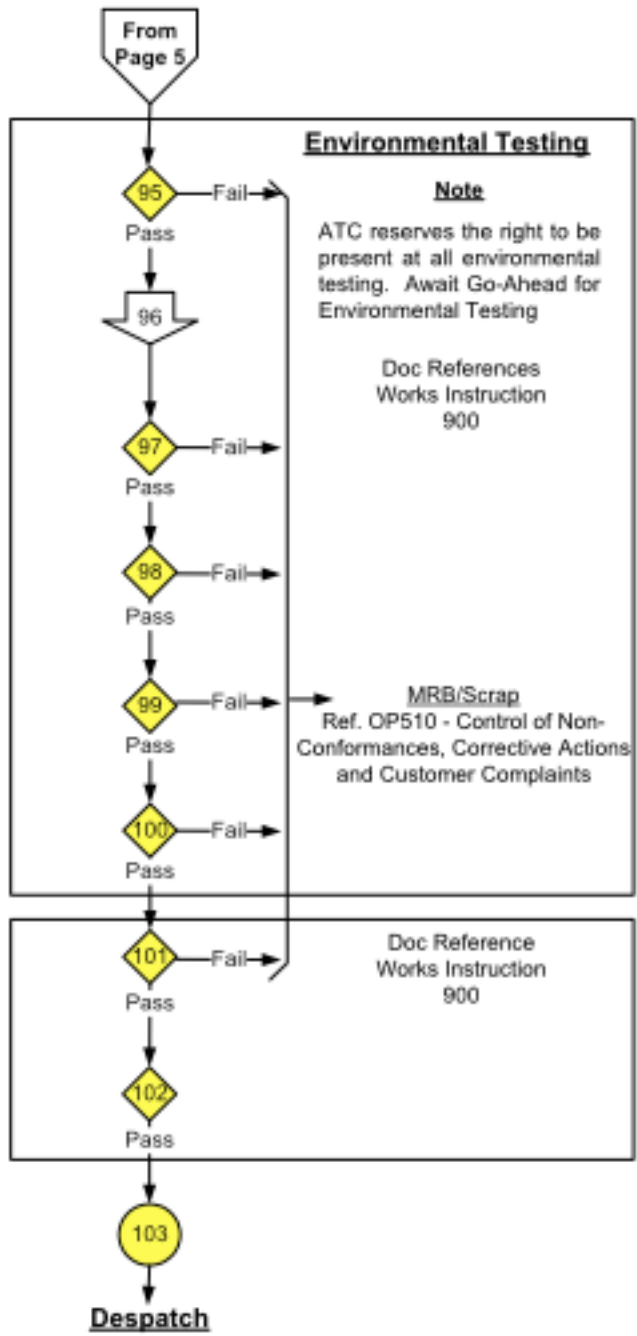 From
Page 5
Environmental Testing
95
Fail
Note
Pass
ATC reserves the right to be
present at all environmental
testing. Await Go-Ahead for
Environmental Testing
96
Doc References
Works Instruction
900
97
Fail
Pass
98
Fail
Pass
99
Fail
MRB/Scrap
Ref. OP510 - Control of Non-
Conformances, Corrective Actions
and Customer Complaints
Pass
100
Fail
Pass
101
Fail
Doc Reference
Works Instruction
900
Pass
102
Pass
103
Despatch